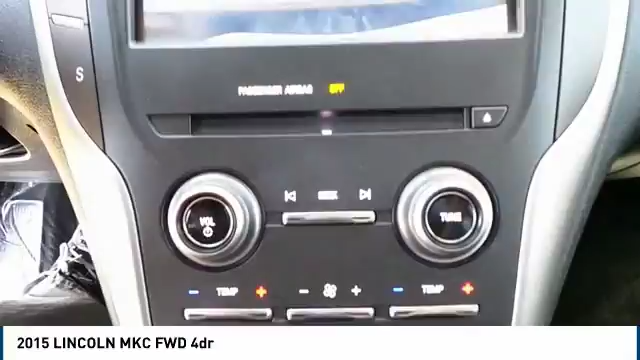 S
PASSENGER AIRBAG OFF
VOL
SEEK
TUNE
- TEMP +
- +
- TEMP +
2015 LINCOLN MKC FWD 4dr